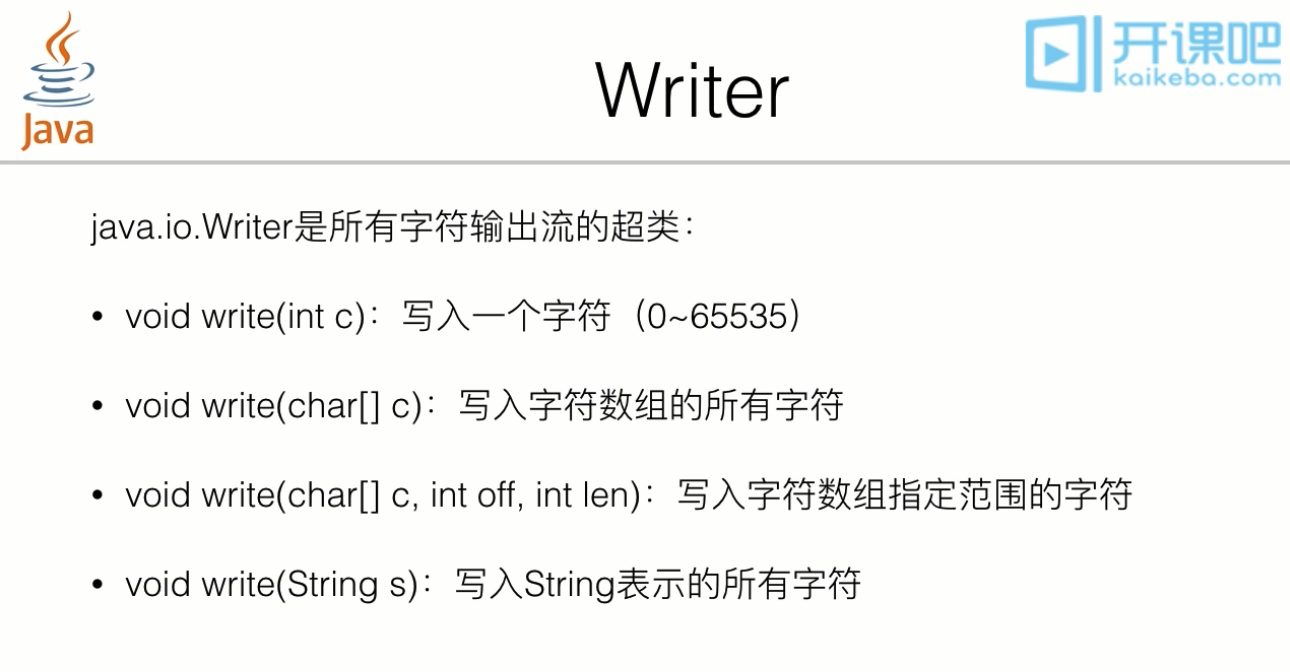 Java
开课吧
kaikeba.com
Writer
java.io.Writer是所有字符输出流的超类：
• void write(int c)：写入一个字符（0~65535）
• void write(char[] c)：写入字符数组的所有字符
• void write(char[] c, int off, int len)：写入字符数组指定范围的字符
• void write(String s)：写入String表示的所有字符